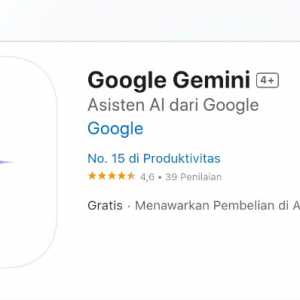 Google Gemini 4+
Asisten AI dari Google
Google
No. 15 di Produktivitas
4,6 • 39 Penilaian
Gratis · Menawarkan Pembelian di